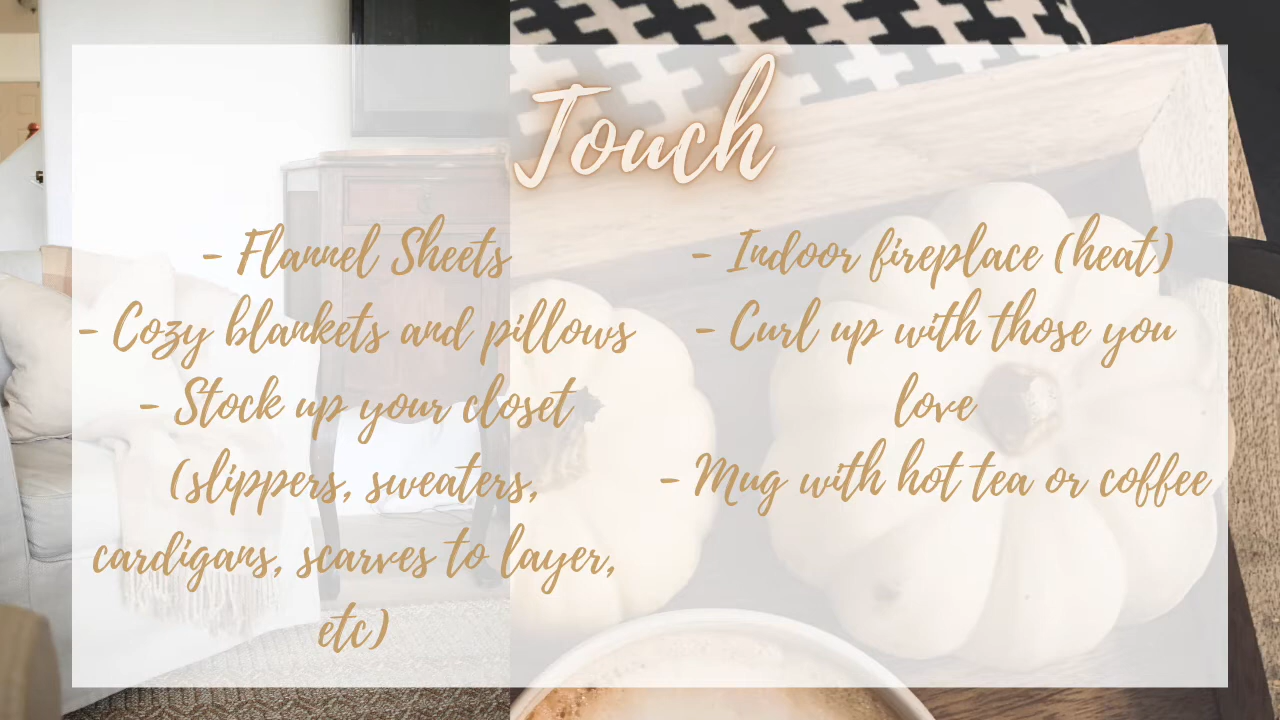 Touch
- Flannel Sheets
- Cozy blankets and pillows
- Stock up your closet
(slippers, sweaters,
cardigans, scarves to layer,
etc)
- Indoor fireplace (heat)
- Curl up with those you
love
- Mug with hot tea or coffee